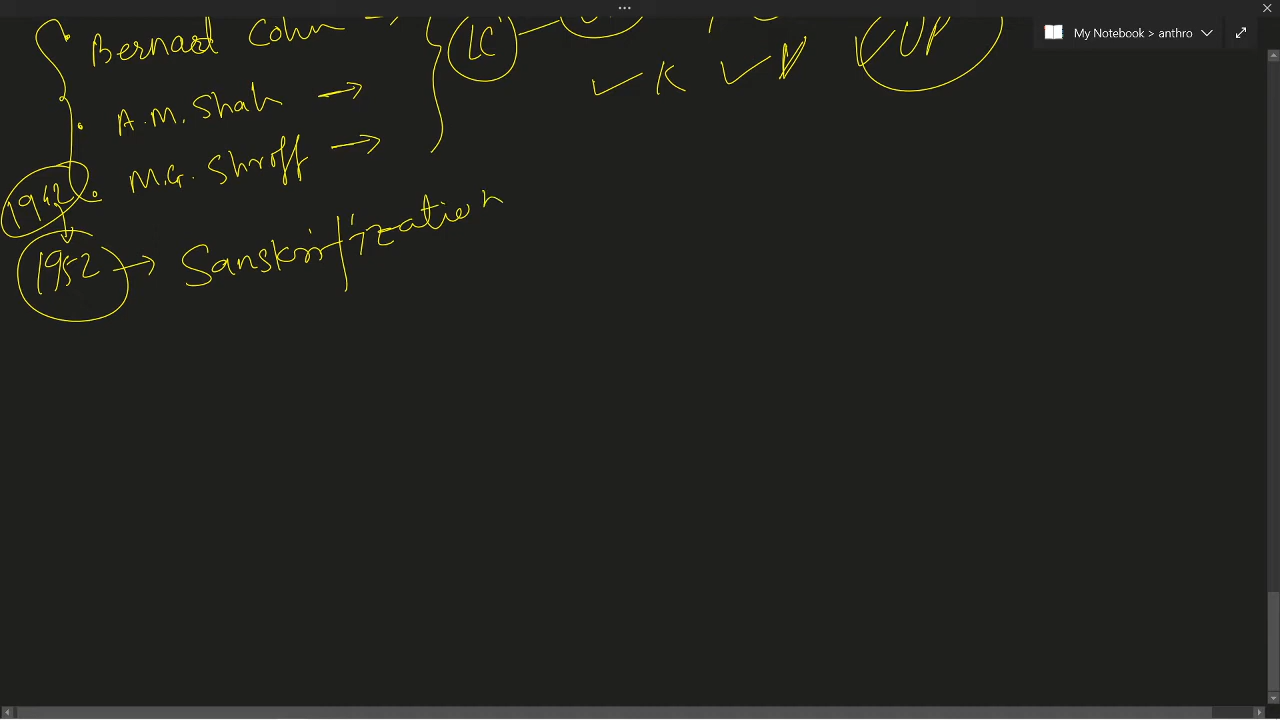 My Notebook > anthro
Bernard Cohn →
LC
✓ K ✓
UP
A.M. Shah →
M.G. Shroff →
1942
1952 → Sanskritization